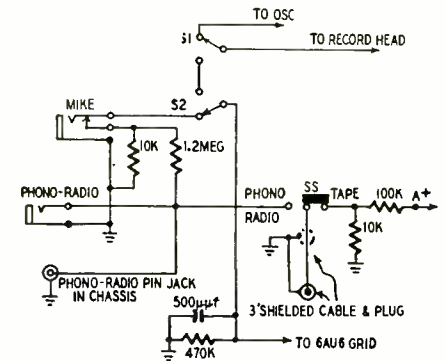 TO OSC
S1
TO RECORD HEAD
MIKE
S2
10K
1.2MEG
PHONO-RADIO
PHONO
RADIO
SS
TAPE
100K
A+
10K
PHONO-RADIO PIN JACK
IN CHASSIS
500μμf
3"SHIELDED CABLE & PLUG
470K
TO 6AU6 GRID